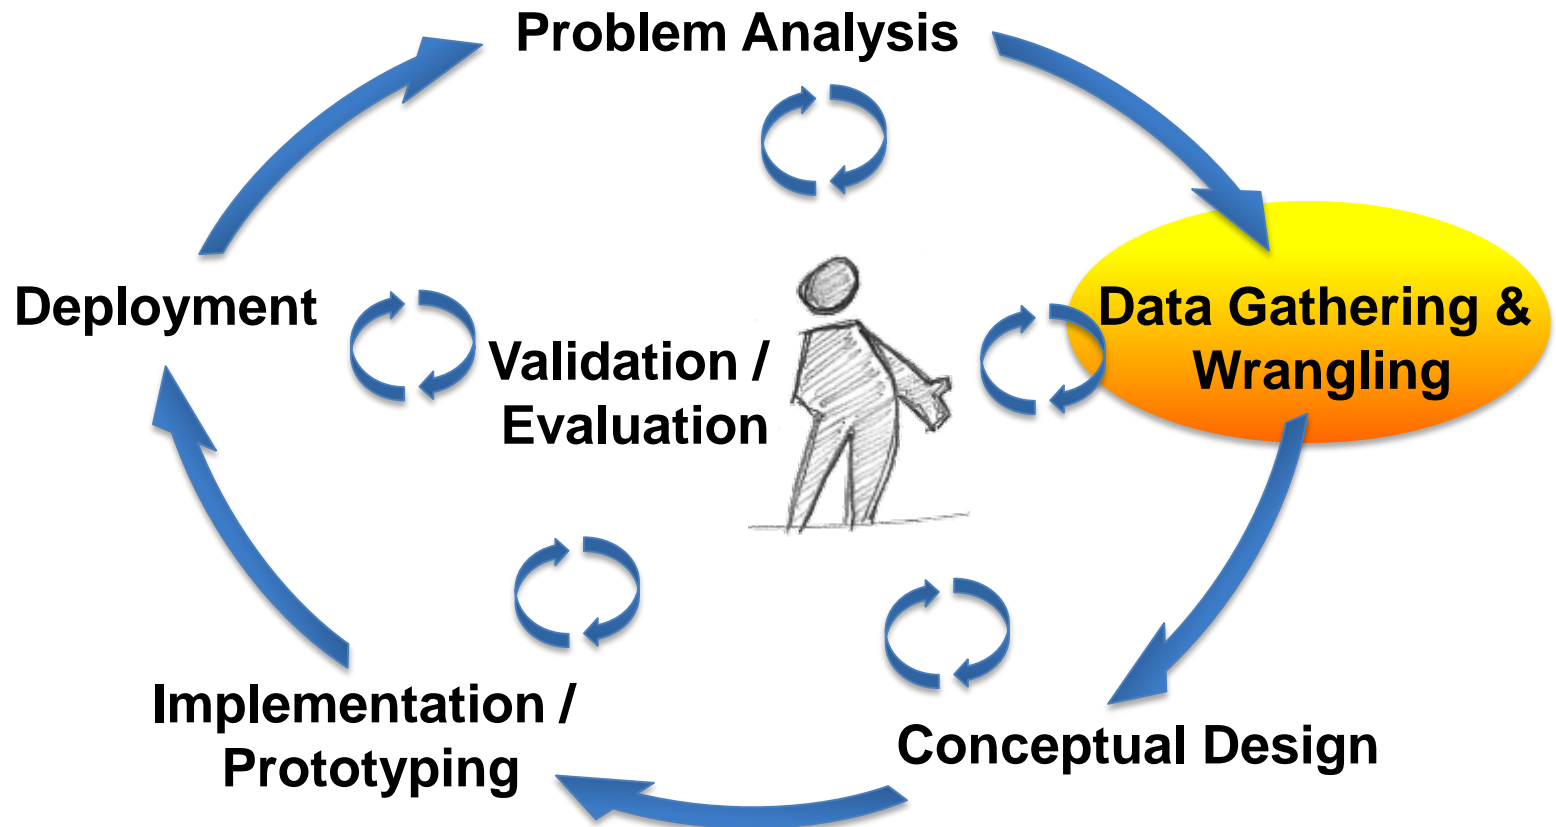 Problem Analysis
Deployment
Data Gathering &
Wrangling
Validation /
Evaluation
Implementation /
Prototyping
Conceptual Design